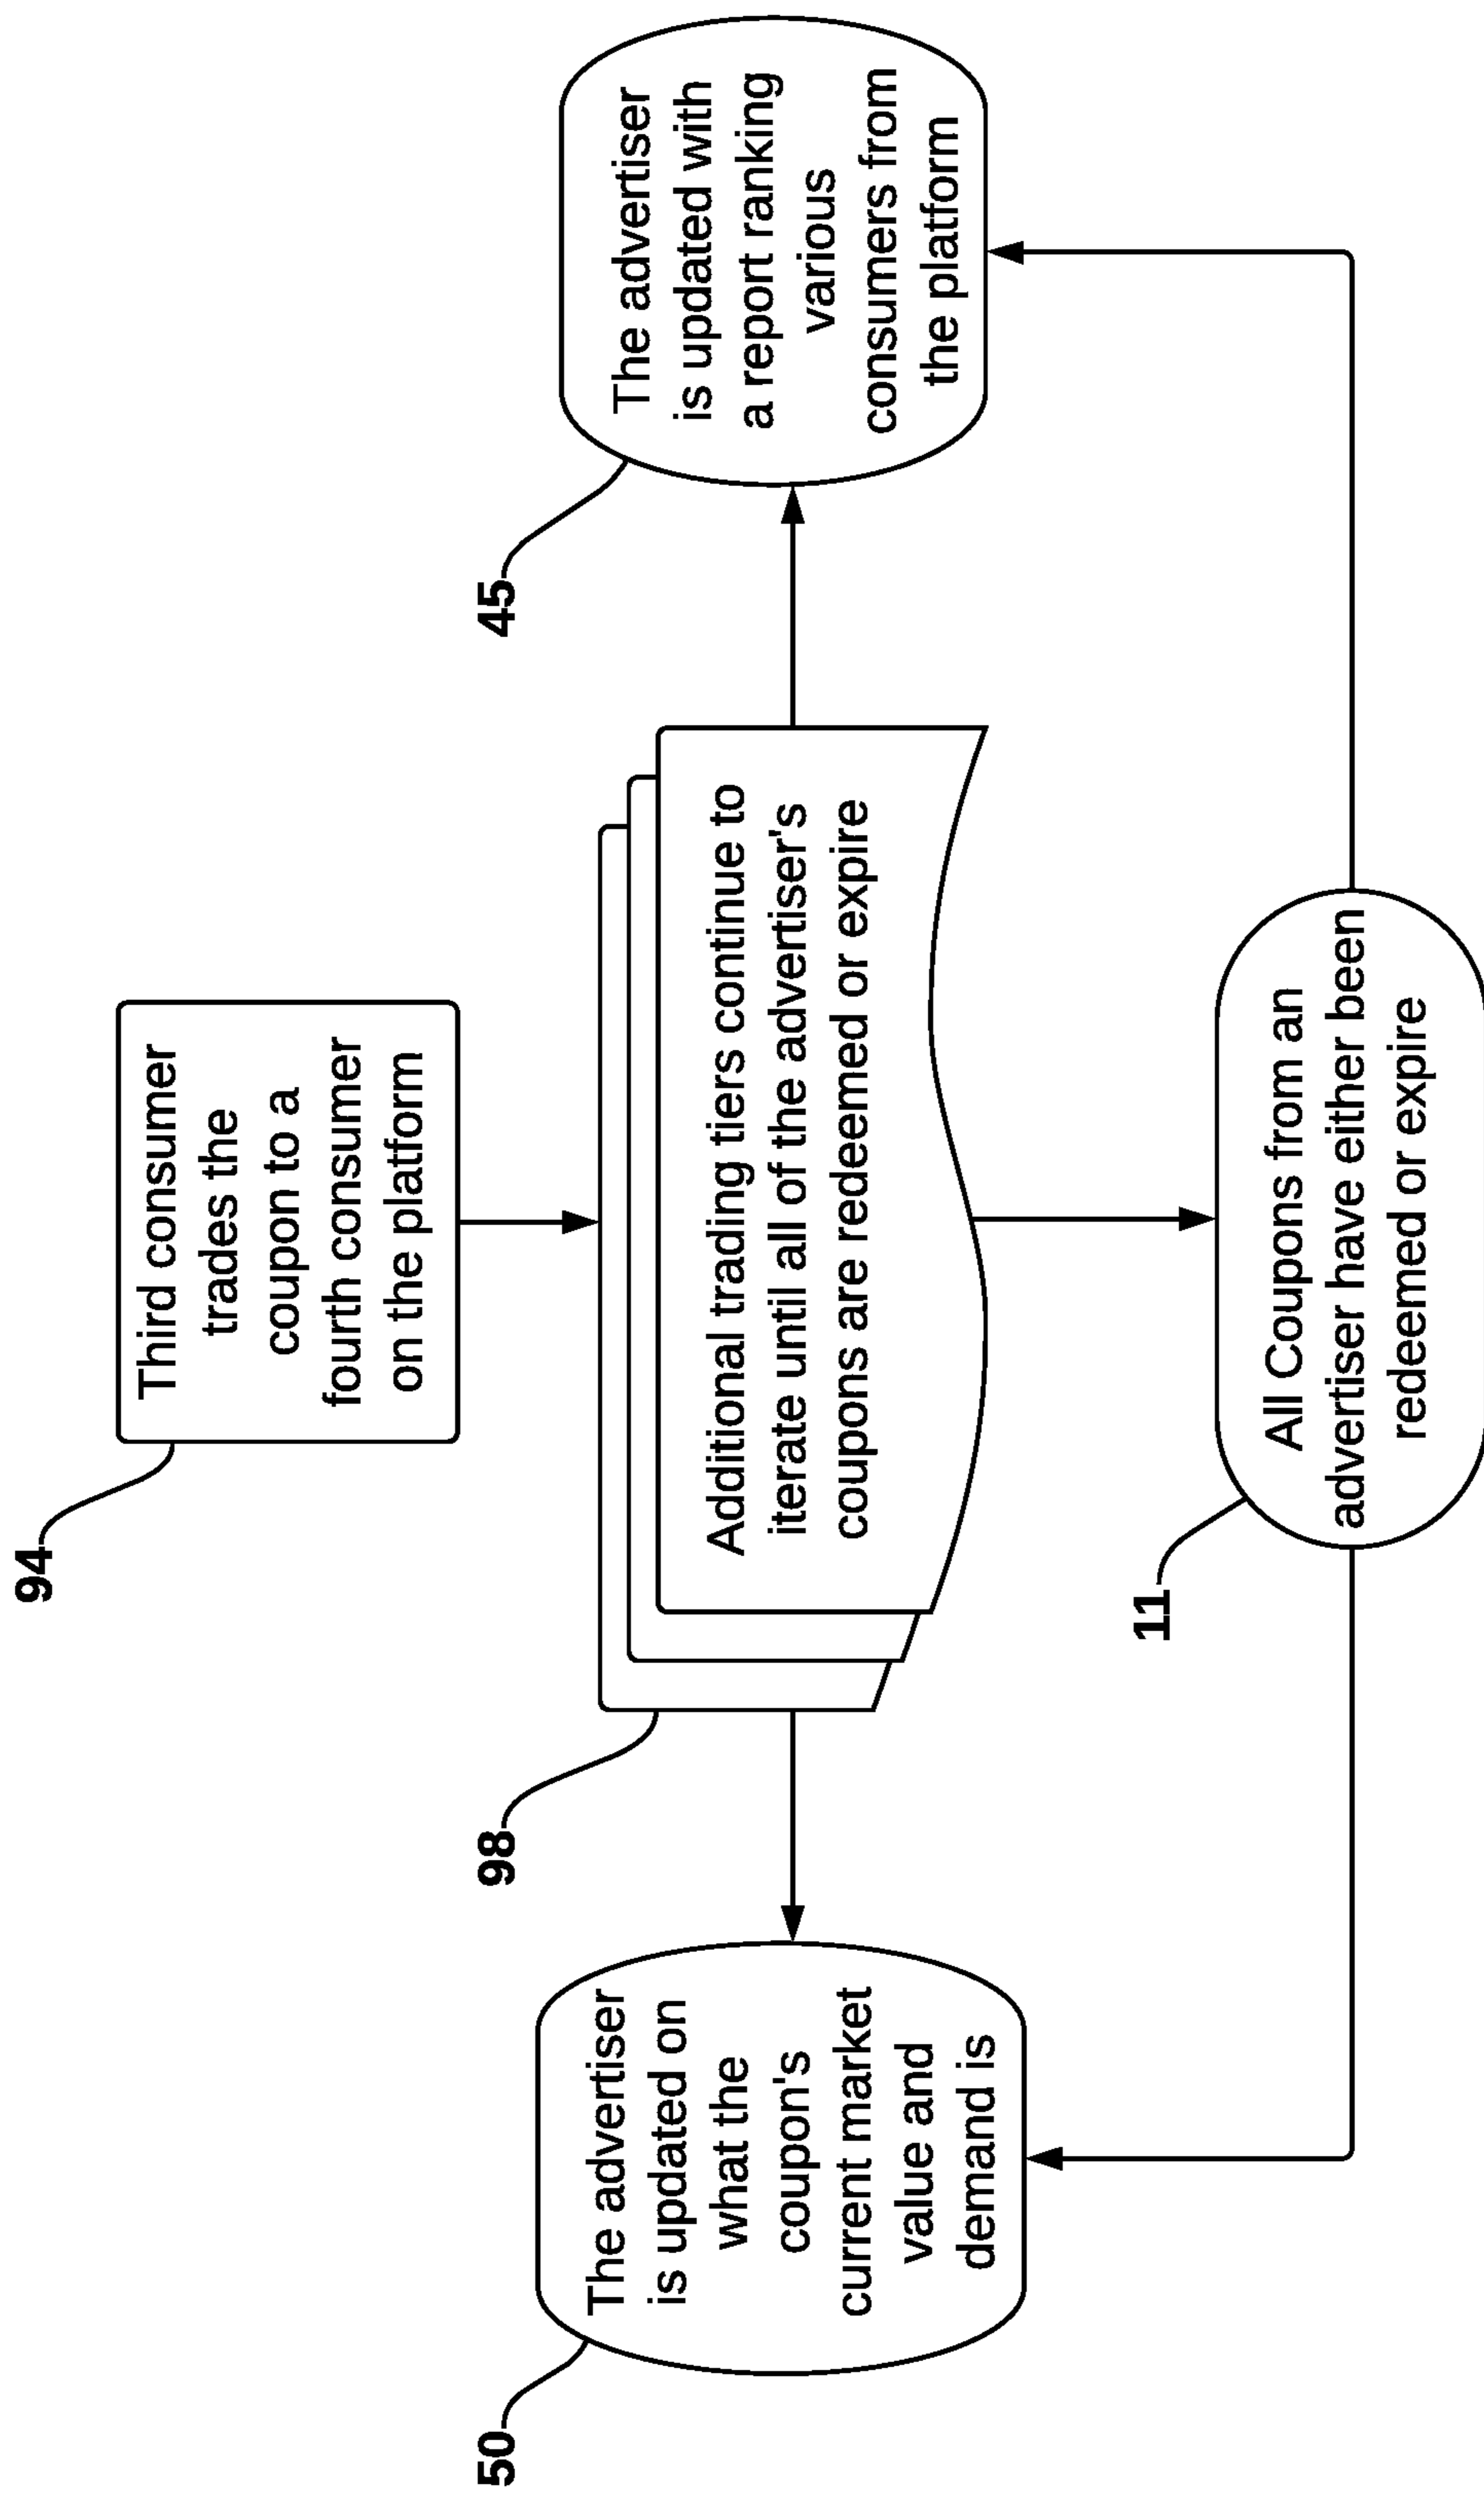 94
Third consumer
trades the
coupon to a
fourth consumer
on the platform
50
The advertiser
is updated on
what the
coupon's
current market
value and
demand is
98
Additional trading tiers continue to
iterate until all of the advertiser's
coupons are redeemed or expire
45
The advertiser
is updated with
a report ranking
various
consumers from
the platform
11
All Coupons from an
advertiser have either been
redeemed or expire